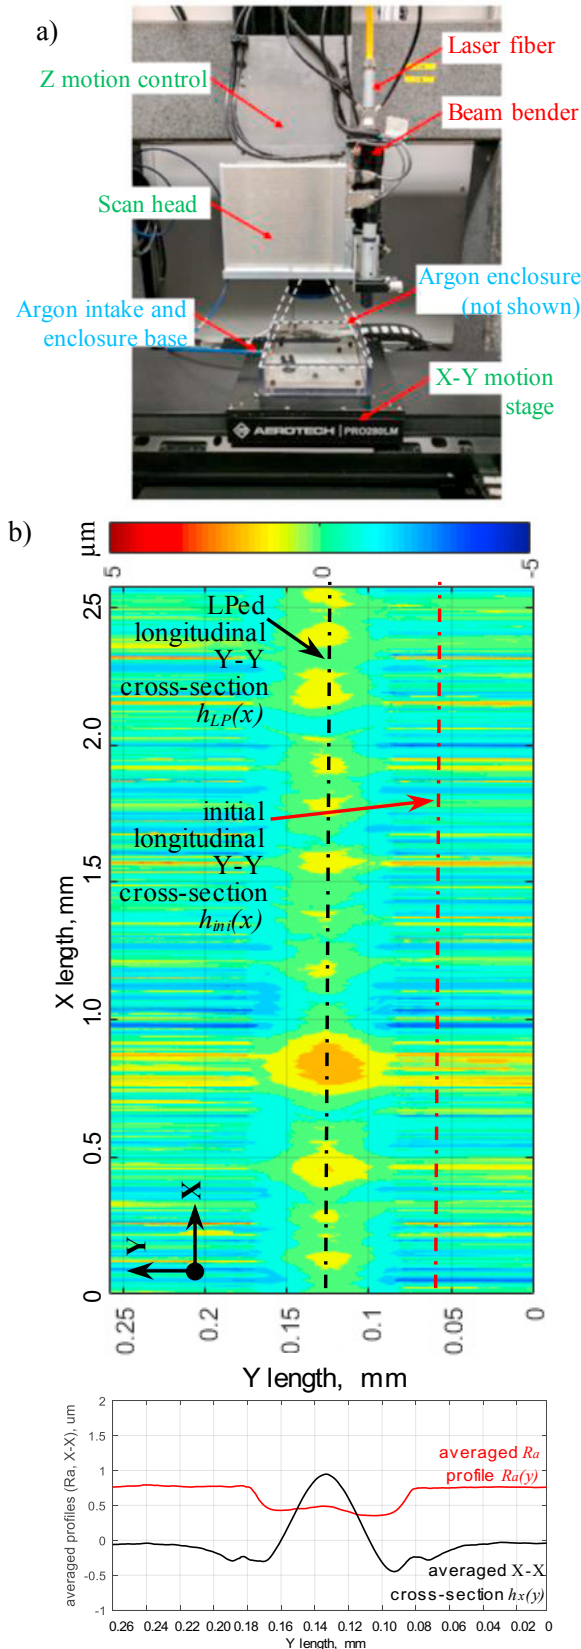 a)
Laser fiber
Z motion control
Beam bender
Scan head
Argon enclosure
(not shown)
Argon intake and
enclosure base
X-Y motion
stage
AEROTECH | PRO280LM
b)
μm
5
0
-5
LPed
longitudinal
Y-Y
cross-section
hLP(x)
initial
longitudinal
Y-Y
cross-section
hini(x)
X length, mm
2.5
2.0
1.5
1.0
0.5
0
Y
X
0.25
0.2
0.15
0.1
0.05
0
Y length, mm
averaged profiles (Ra, X-X), um
2
1
0.5
0
-0.5
-1
averaged Ra
profile Ra(y)
averaged X-X
cross-section hx(y)
0.26 0.24 0.22 0.20 0.18 0.16 0.14 0.12 0.10 0.08 0.06 0.04 0.02 0
Y length, mm